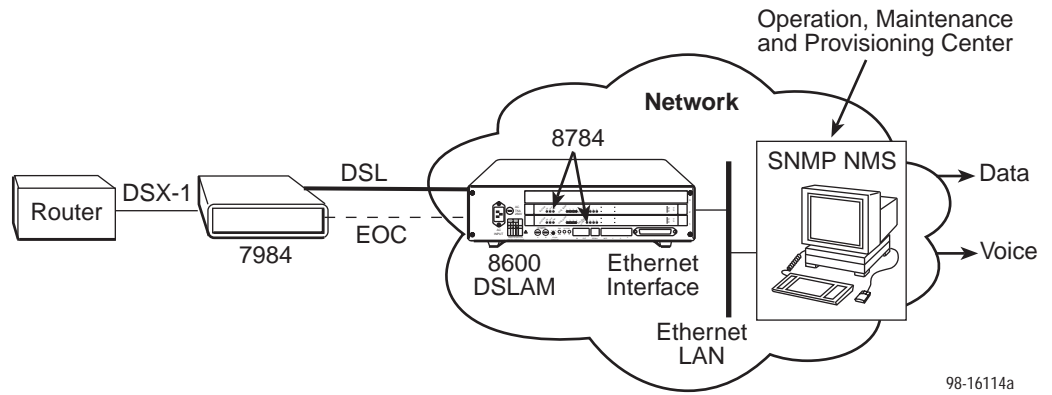 Operation, Maintenance
and Provisioning Center
Network
8784
SNMP NMS
DSL
DSX-1
Router
EOC
7984
8600
DSLAM
Ethernet
Interface
Ethernet
LAN
Data
Voice
98-16114a